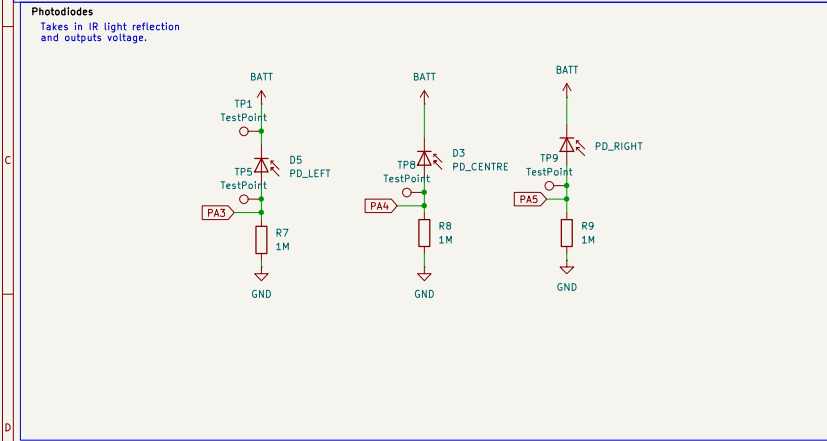 Photodiodes
Takes in IR light reflection
and outputs voltage.
BATT
BATT
BATT
TP1
TestPoint
D5
PD_LEFT
TP5
TestPoint
PA3
R7
1M
GND
D3
PD_CENTRE
TP8
TestPoint
PA4
R8
1M
GND
PD_RIGHT
TP9
TestPoint
PA5
R9
1M
GND
C
D